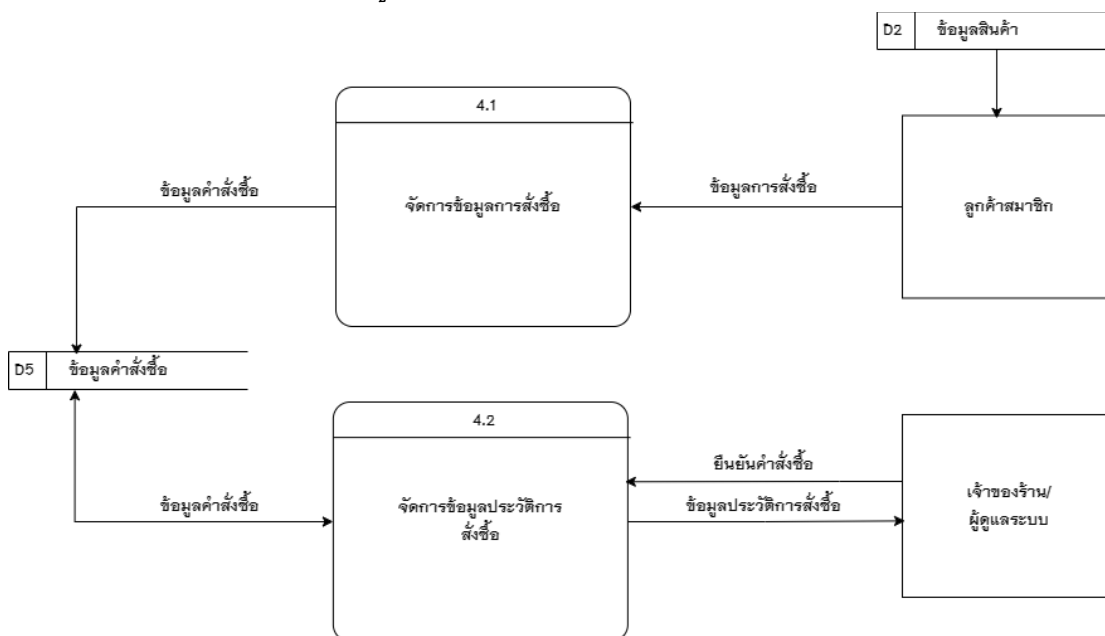 D2 ข้อมูลสินค้า
4.1
ข้อมูลคำสั่งซื้อ
จัดการข้อมูลการสั่งซื้อ
ข้อมูลการสั่งซื้อ
ลูกค้าสมาชิก
D5 ข้อมูลคำสั่งซื้อ
4.2
ข้อมูลคำสั่งซื้อ
จัดการข้อมูลประวัติการ
สั่งซื้อ
ยืนยันคำสั่งซื้อ
ข้อมูลประวัติการสั่งซื้อ
เจ้าของร้าน/
ผู้ดูแลระบบ